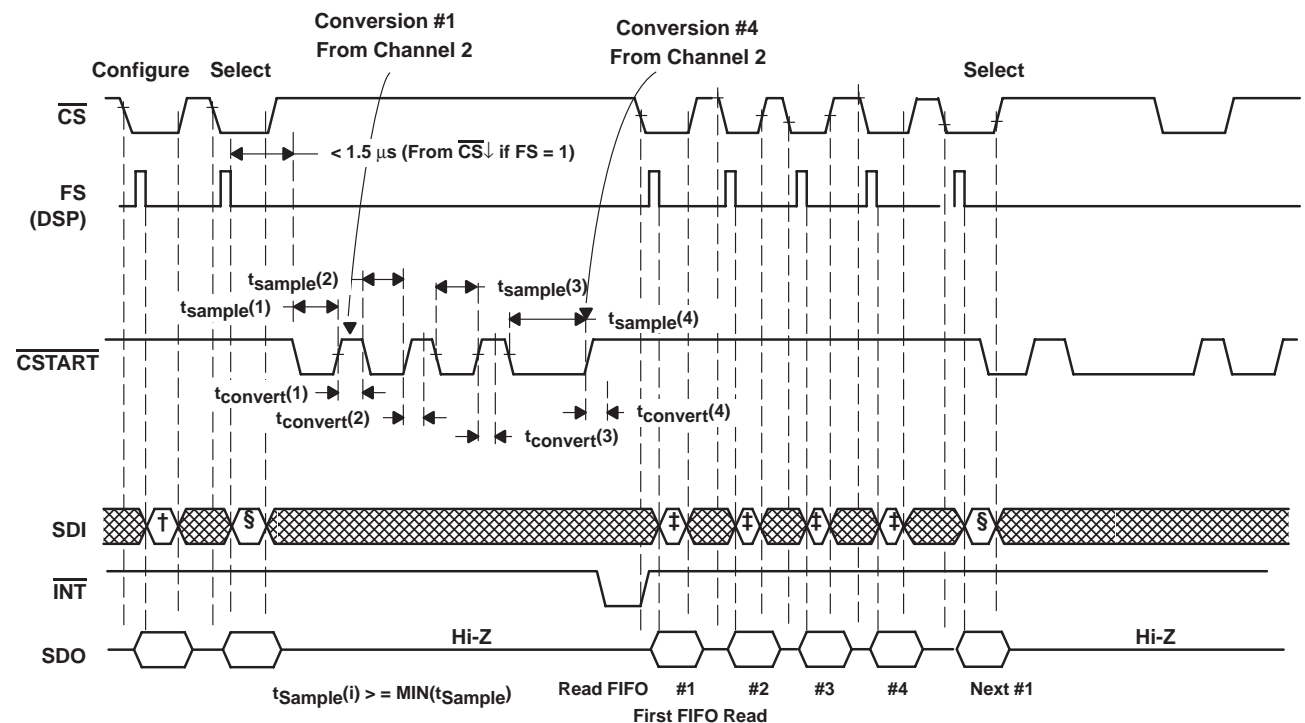 Conversion #1
From Channel 2
Conversion #4
From Channel 2
Configure
Select
Select
CS
< 1.5 μs (From CS↓ if FS = 1)
FS
(DSP)
tsample(2)
tsample(3)
tsample(1)
tsample(4)
CSTART
tconvert(1)
tconvert(2)
tconvert(4)
tconvert(3)
SDI
†
§
‡
‡
‡
‡
§
INT
Hi-Z
Hi-Z
SDO
tSample(i) > = MIN(tSample)
Read FIFO
#1
#2
#3
#4
Next #1
First FIFO Read